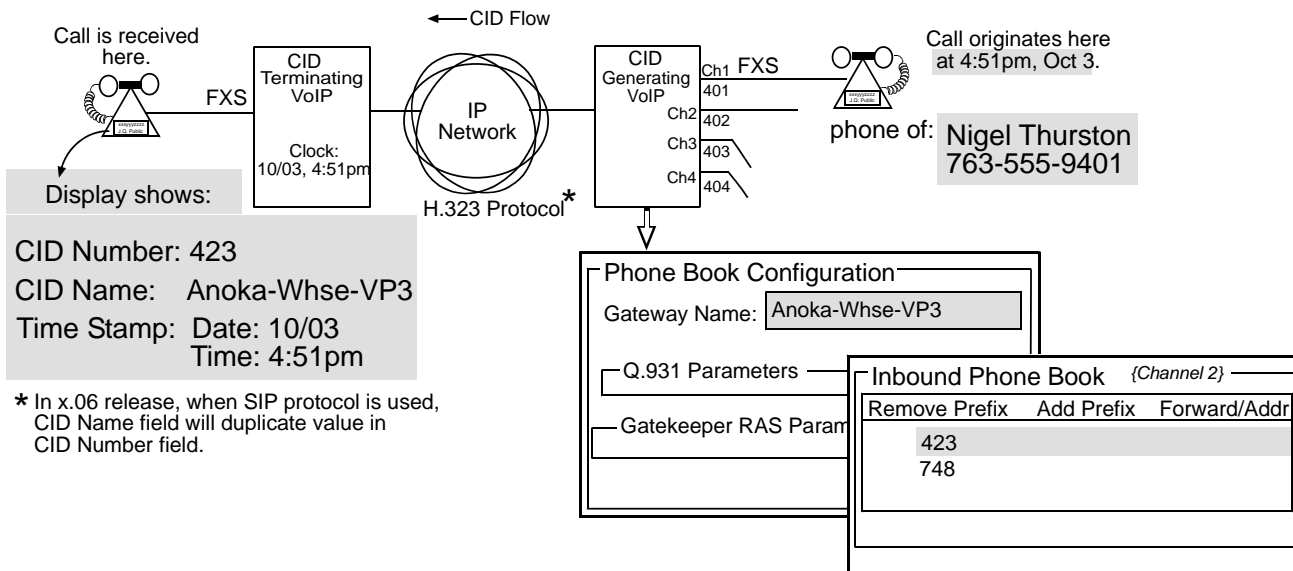 CID Flow
Call is received
here.
FXS
CID
Terminating
VoIP
Clock:
10/03, 4:51pm
IP
Network
H.323 Protocol*
CID
Generating
VoIP
Ch1
FXS
401
Ch2
402
Ch3
403
Ch4
404
Call originates here
at 4:51pm, Oct 3.
phone of:
Nigel Thurston
763-555-9401
xxxyyyzzzz
J.Q. Public
xxxyyyzzzz
J.Q. Public
Display shows:
CID Number: 423
CID Name: Anoka-Whse-VP3
Time Stamp: Date: 10/03
Time: 4:51pm
* In x.06 release, when SIP protocol is used,
CID Name field will duplicate value in
CID Number field.
Phone Book Configuration
Gateway Name: Anoka-Whse-VP3
Q.931 Parameters
Gatekeeper RAS Param
Inbound Phone Book {Channel 2}
Remove Prefix Add Prefix Forward/Addr
423
748